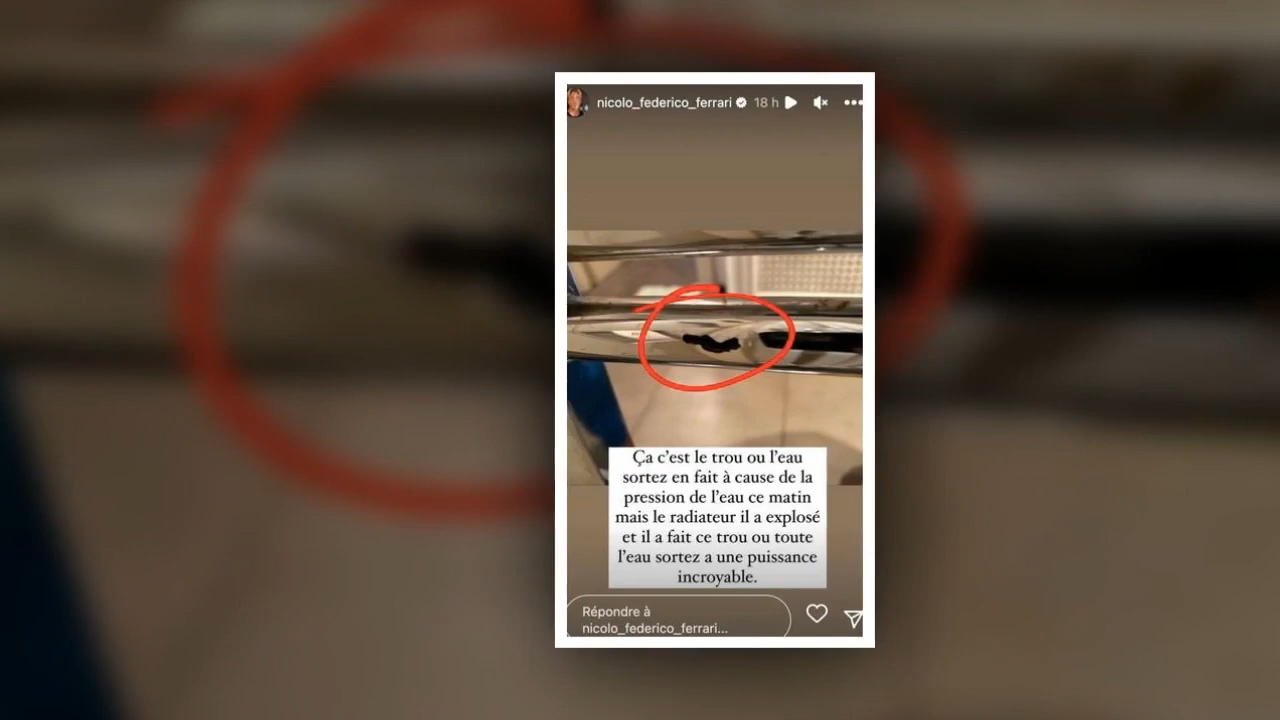 nicolo_federico_ferrari 18 h
Ça c’est le trou ou l’eau
sortez en fait à cause de la
pression de l’eau ce matin
mais le radiateur il a explosé
et il a fait ce trou ou toute
l’eau sortez a une puissance
incroyable.
Répondre à
nicolo_federico_ferrari...